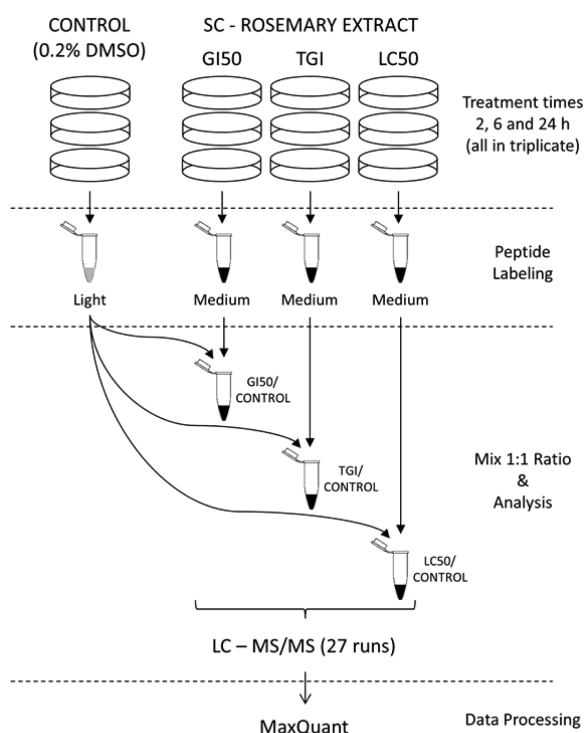 CONTROL
(0.2% DMSO)
SC - ROSEMARY EXTRACT
GI50 TGI LC50
Treatment times
2, 6 and 24 h
(all in triplicate)
Peptide
Labeling
Light Medium Medium Medium
GI50/
CONTROL
TGI/
CONTROL
Mix 1:1 Ratio
&
Analysis
LC50/
CONTROL
LC – MS/MS (27 runs)
MaxQuant
Data Processing